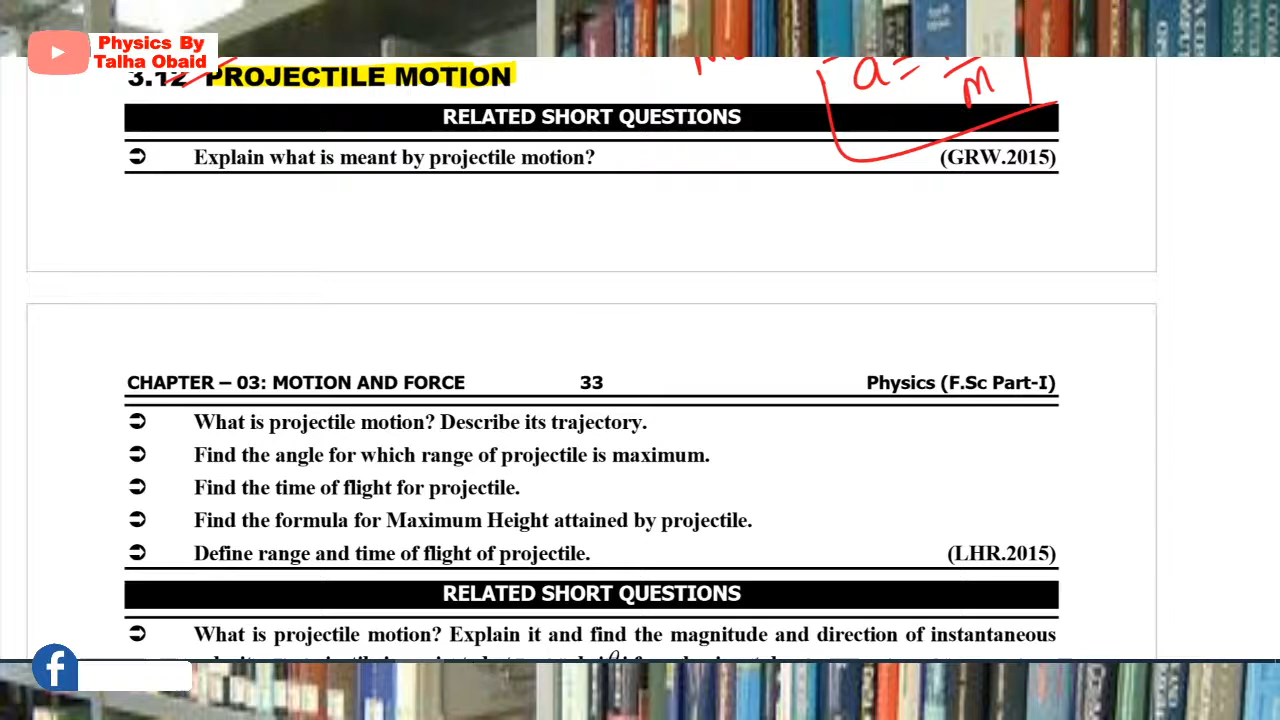 Physics By
Talha Obaid
3.12 PROJECTILE MOTION
a =
m
RELATED SHORT QUESTIONS
➲ Explain what is meant by projectile motion? (GRW.2015)
CHAPTER – 03: MOTION AND FORCE 33 Physics (F.Sc Part-I)
➲ What is projectile motion? Describe its trajectory.
➲ Find the angle for which range of projectile is maximum.
➲ Find the time of flight for projectile.
➲ Find the formula for Maximum Height attained by projectile.
➲ Define range and time of flight of projectile. (LHR.2015)
RELATED SHORT QUESTIONS
➲ What is projectile motion? Explain it and find the magnitude and direction of instantaneous
f